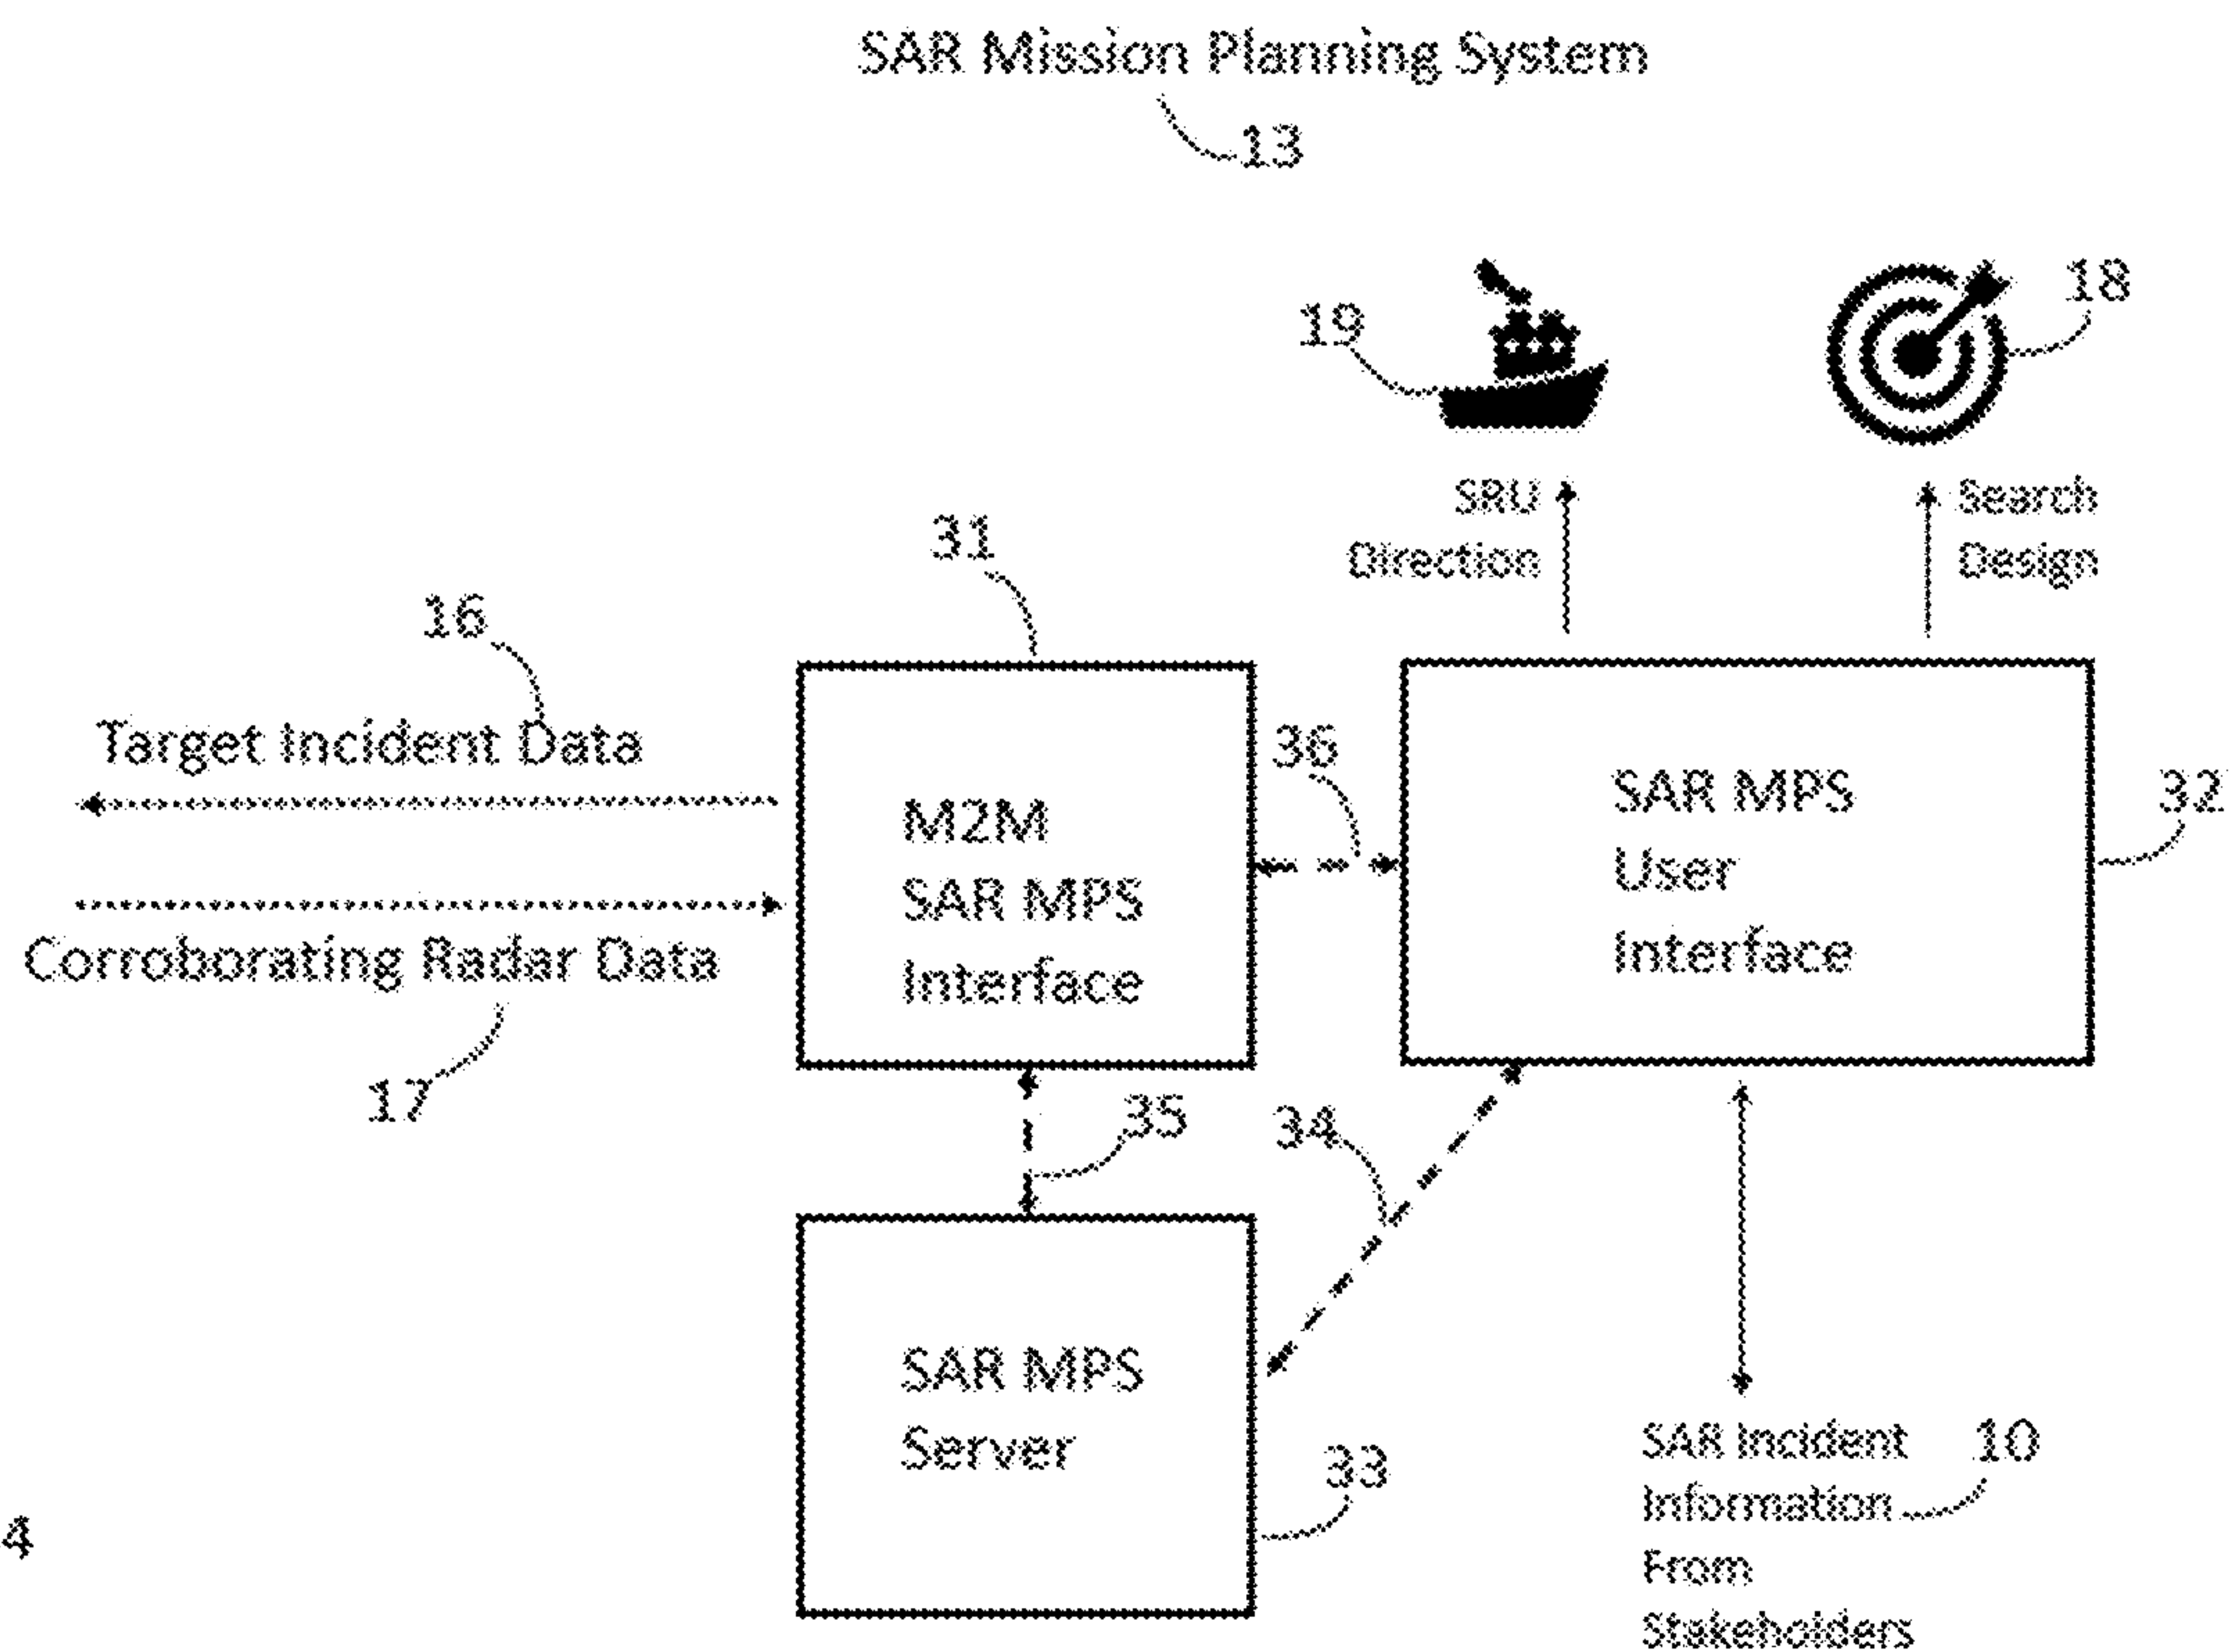 SAR Mission Planning System
13
19
18
SRU
Direction
Search
Design
31
16
Target Incident Data
36
M2M
SAR MPS
Interface
SAR MPS
User
Interface
32
Corroborating Radar Data
17
35
34
SAR MPS
Server
33
SAR Incident
Information
From
Stakeholders
10
4